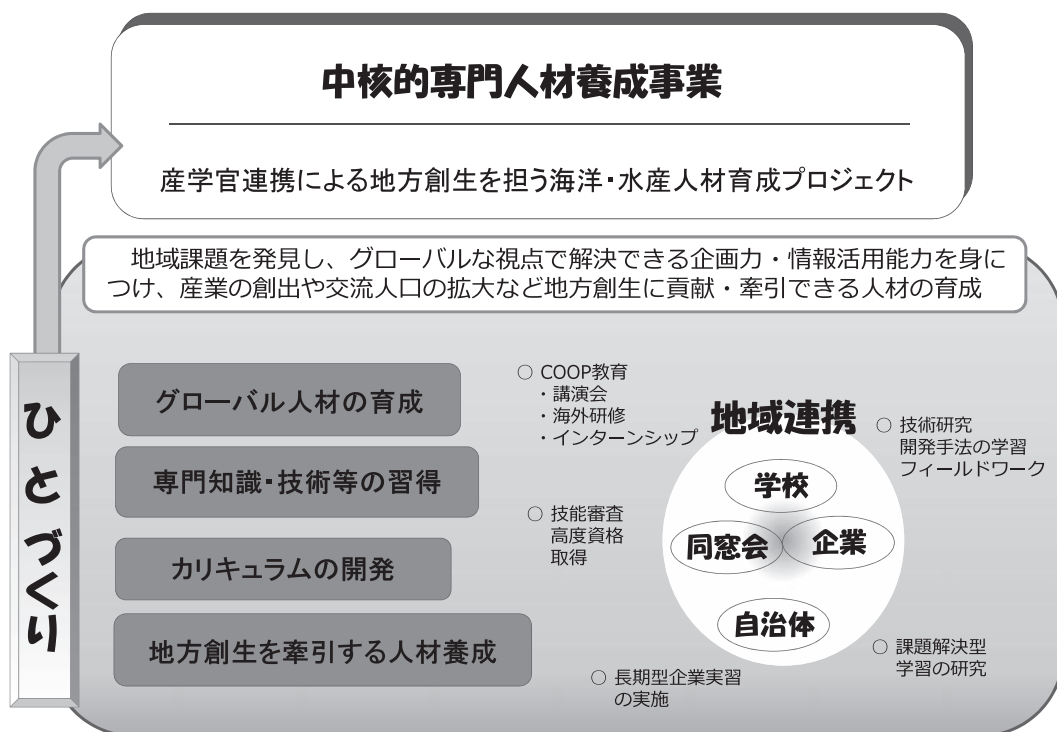 中核的専門人材養成事業
産学官連携による地方創生を担う海洋・水産人材育成プロジェクト
地域課題を発見し、グローバルな視点で解決できる企画力・情報活用能力を身に
つけ、産業の創出や交流人口の拡大など地方創生に貢献・牽引できる人材の育成
ひとづくり
グローバル人材の育成
専門知識・技術等の習得
カリキュラムの開発
地方創生を牽引する人材養成
○ COOP教育
・講演会
・海外研修
・インターンシップ
○ 技能審査
高度資格
取得
○ 長期型企業実習
の実施
地域連携
学校
同窓会
企業
自治体
○ 技術研究
開発手法の学習
フィールドワーク
○ 課題解決型
学習の研究